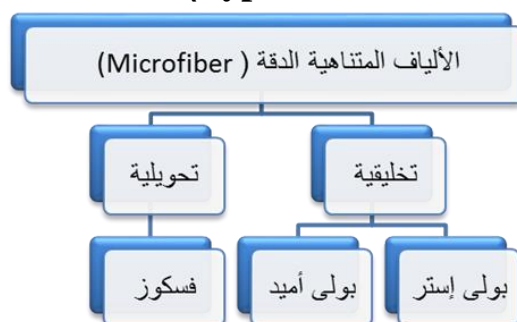 الألياف المتناهية الدقة ( Microfiber)
تخليقية
تحويلية
بولى إستر
بولى أميد
فسكوز